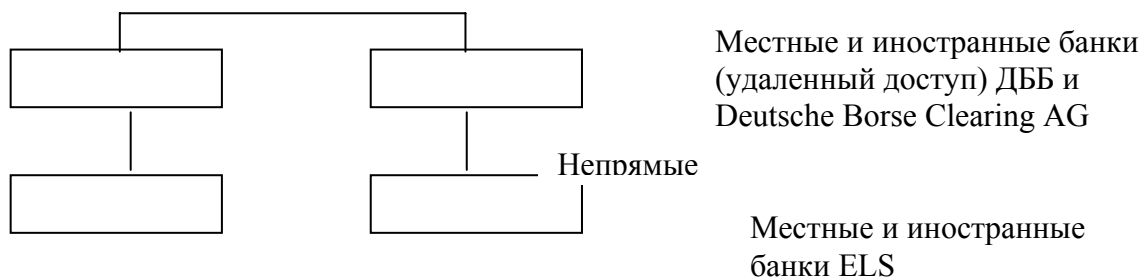 Местные и иностранные банки
(удаленный доступ) ДББ и
Deutsche Borse Clearing AG
Непрямые
Местные и иностранные
банки ELS